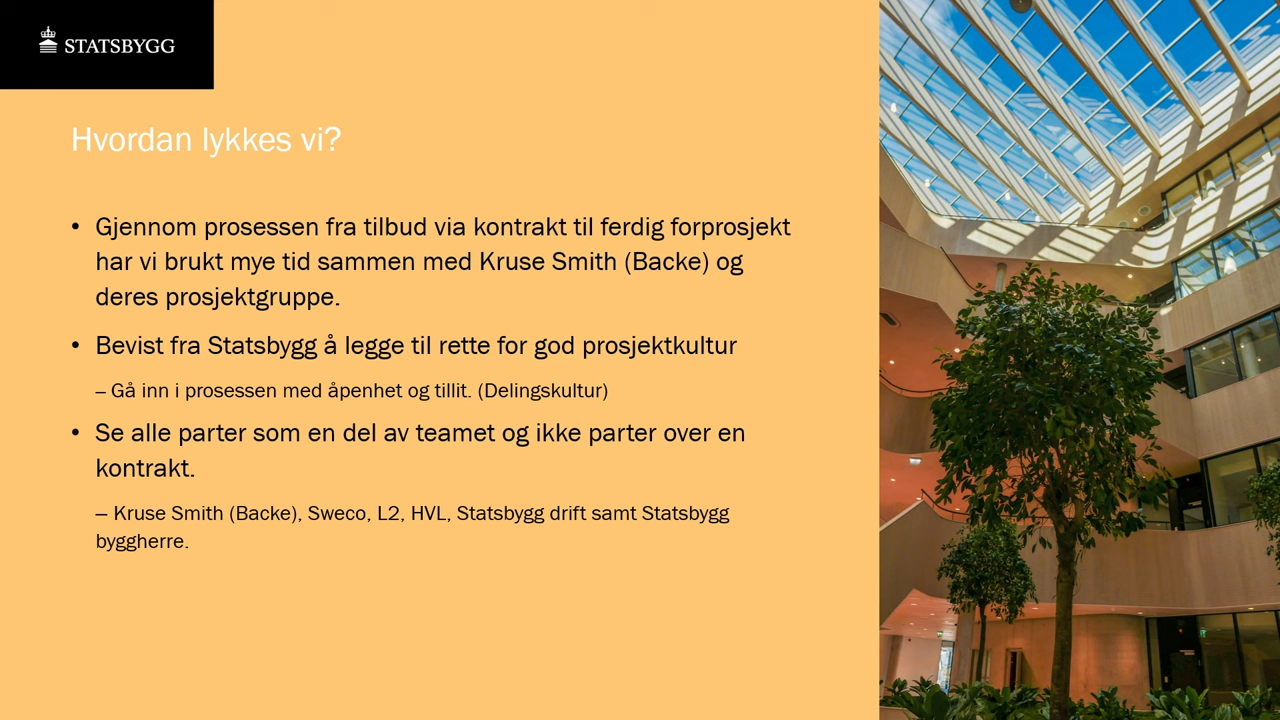 STATSBYGG
Hvordan lykkes vi?
• Gjennom prosessen fra tilbud via kontrakt til ferdig forprosjekt
har vi brukt mye tid sammen med Kruse Smith (Backe) og
deres prosjektgruppe.
• Bevist fra Statsbygg å legge til rette for god prosjektkultur
– Gå inn i prosessen med åpenhet og tillit. (Delingskultur)
• Se alle parter som en del av teamet og ikke parter over en
kontrakt.
– Kruse Smith (Backe), Sweco, L2, HVL, Statsbygg drift samt Statsbygg
byggherre.